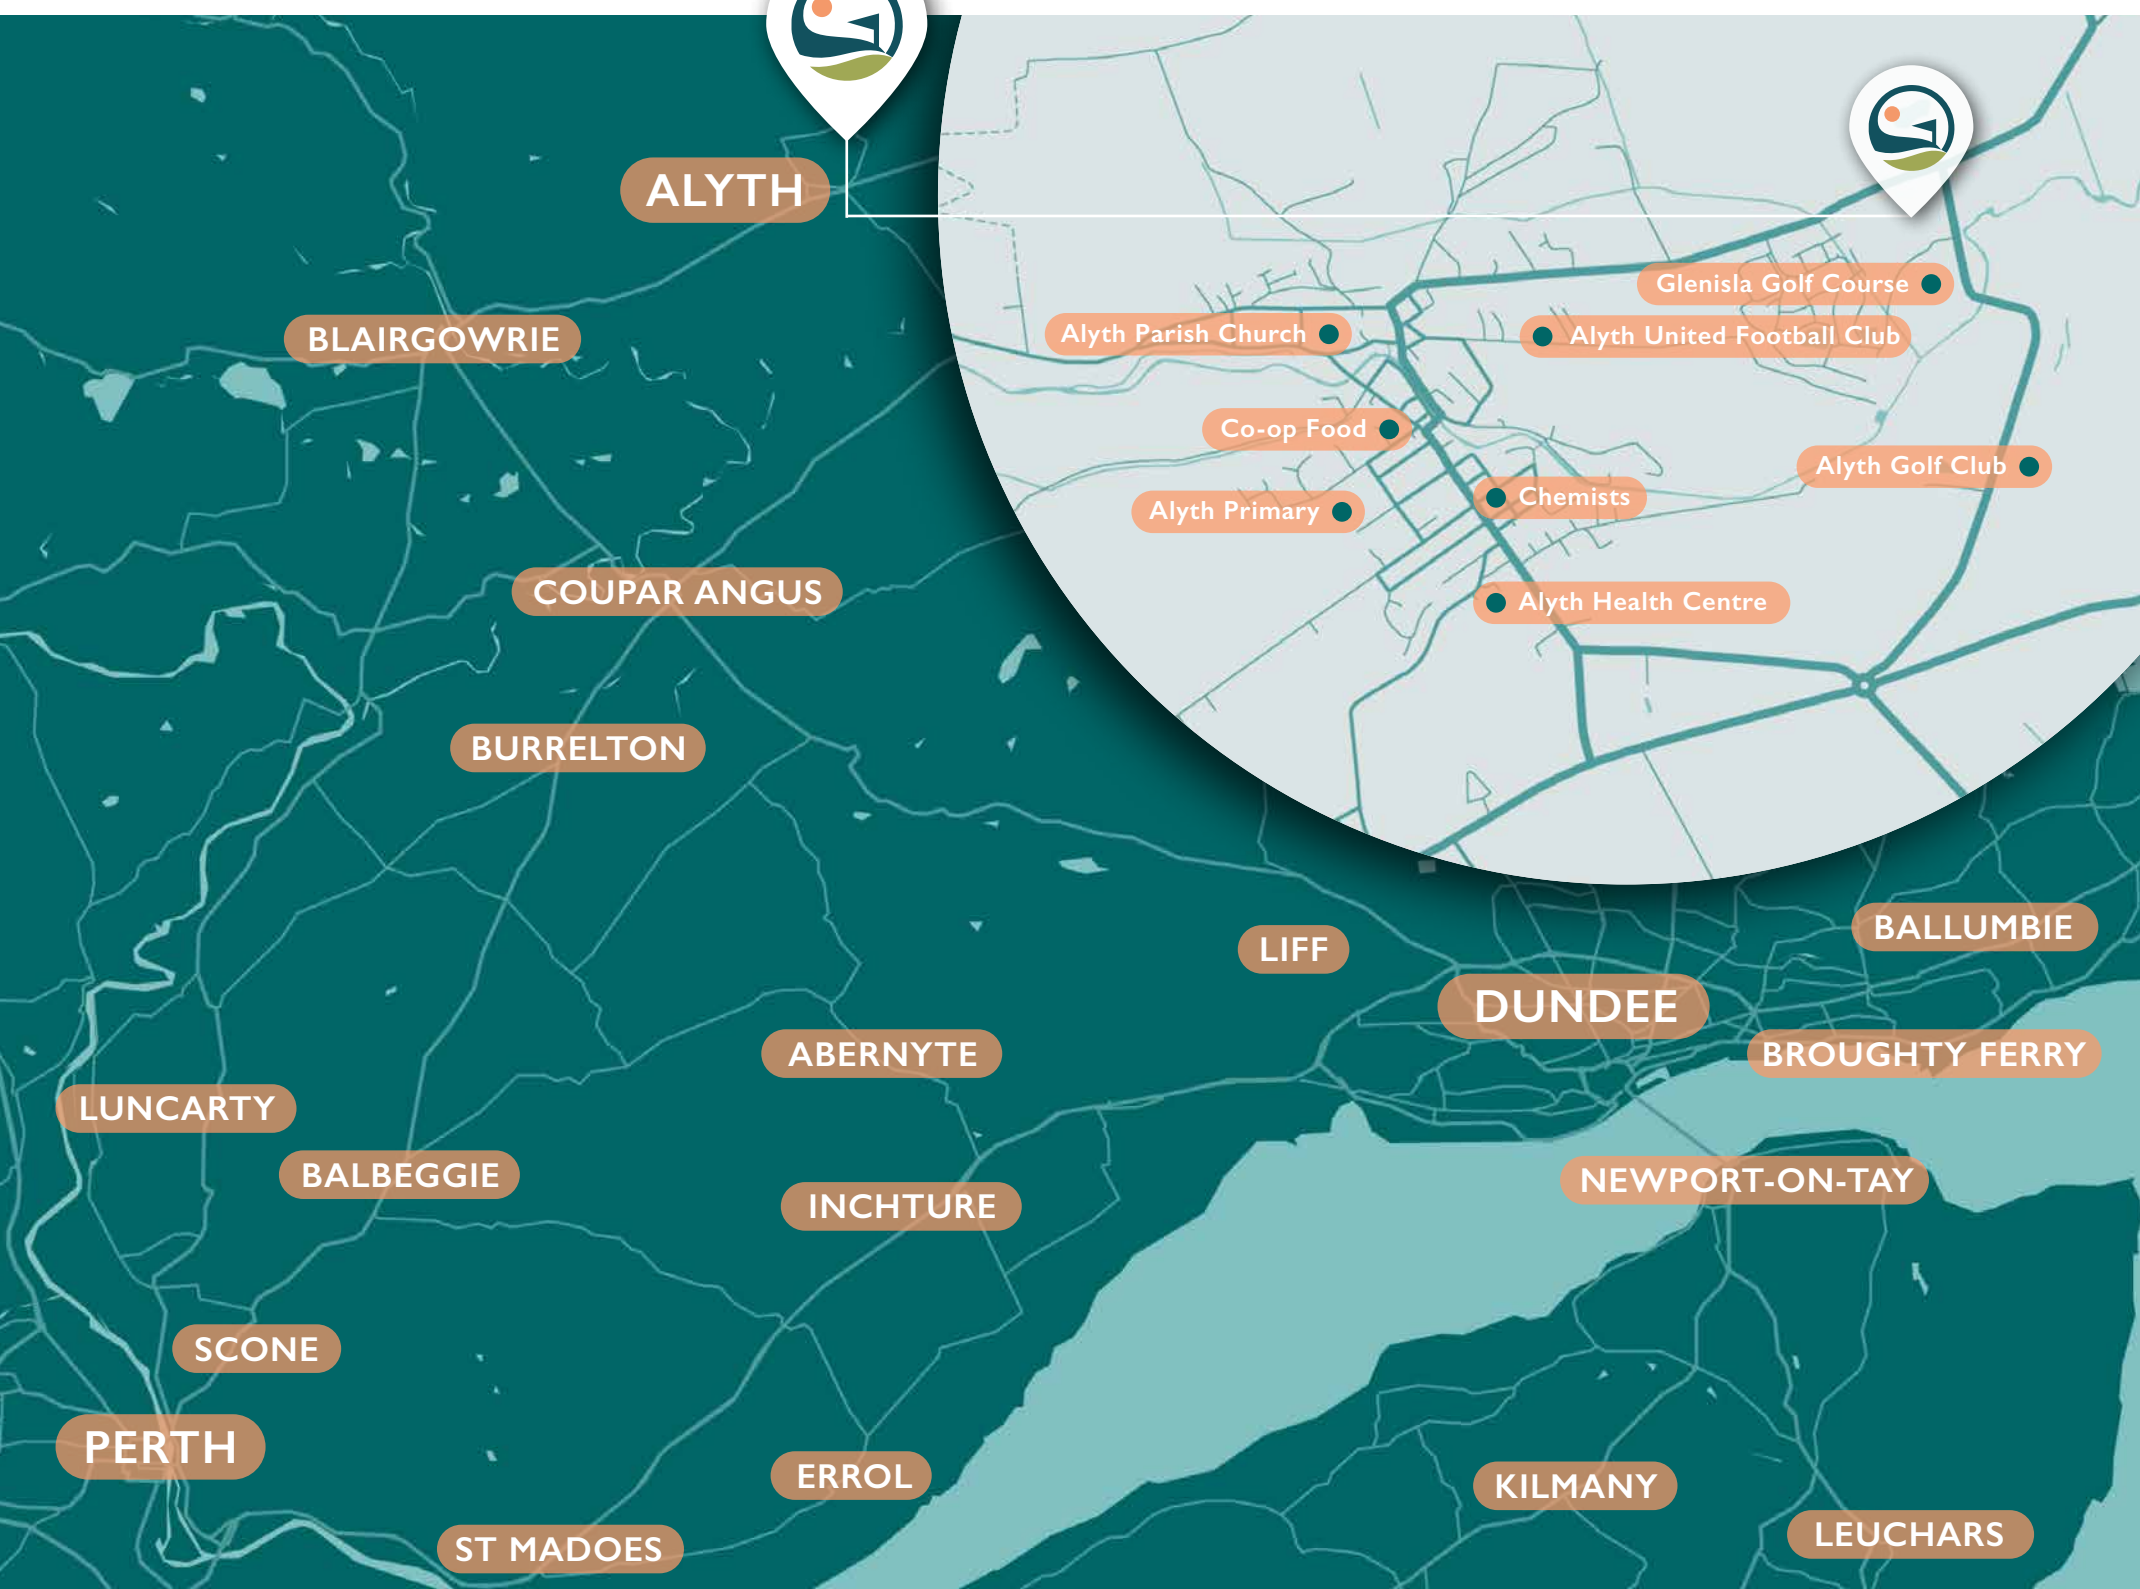 ALYTH
Glenisla Golf Course
Alyth Parish Church
Alyth United Football Club
BLAIRGOWRIE
Co-op Food
Alyth Golf Club
Chemists
Alyth Primary
COUPAR ANGUS
Alyth Health Centre
BURRELTON
BALLUMBIE
LIFF
DUNDEE
ABERNYTE
BROUGHTY FERRY
LUNCARTY
BALBEGGIE
NEWPORT-ON-TAY
INCHTURE
SCONE
PERTH
ERROL
KILMANY
LEUCHARS
ST MADOES